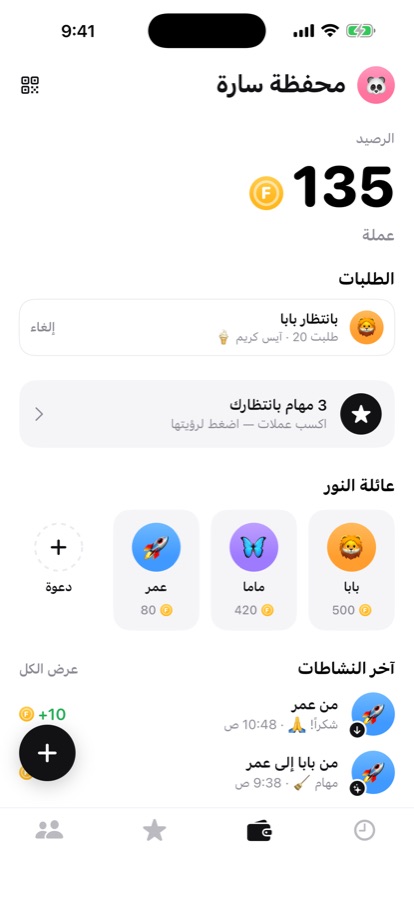 9:41
محفظة سارة
الرصيد
135
عملة
الطلبات
بانتظار بابا
طلبت 20 · آيس كريم 🍦
إلغاء
3 مهام بانتظارك
اكسب عملات — اضغط لرؤيتها
عائلة النور
بابا
500
ماما
420
عمر
80
دعوة
آخر النشاطات
عرض الكل
من عمر
شكراً! 🙏 · 10:48 ص
+10
من بابا إلى عمر
مهام 🧹 · 9:38 ص